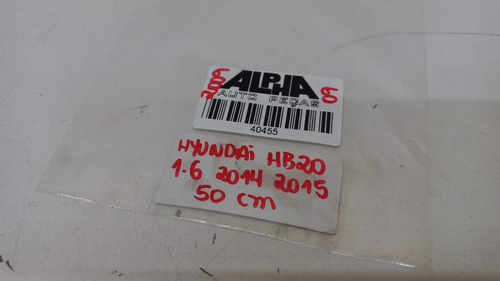 ALPHA
AUTO PEÇAS
40455
HYUNDAI HB20
1.6 2014 2015
50 cm